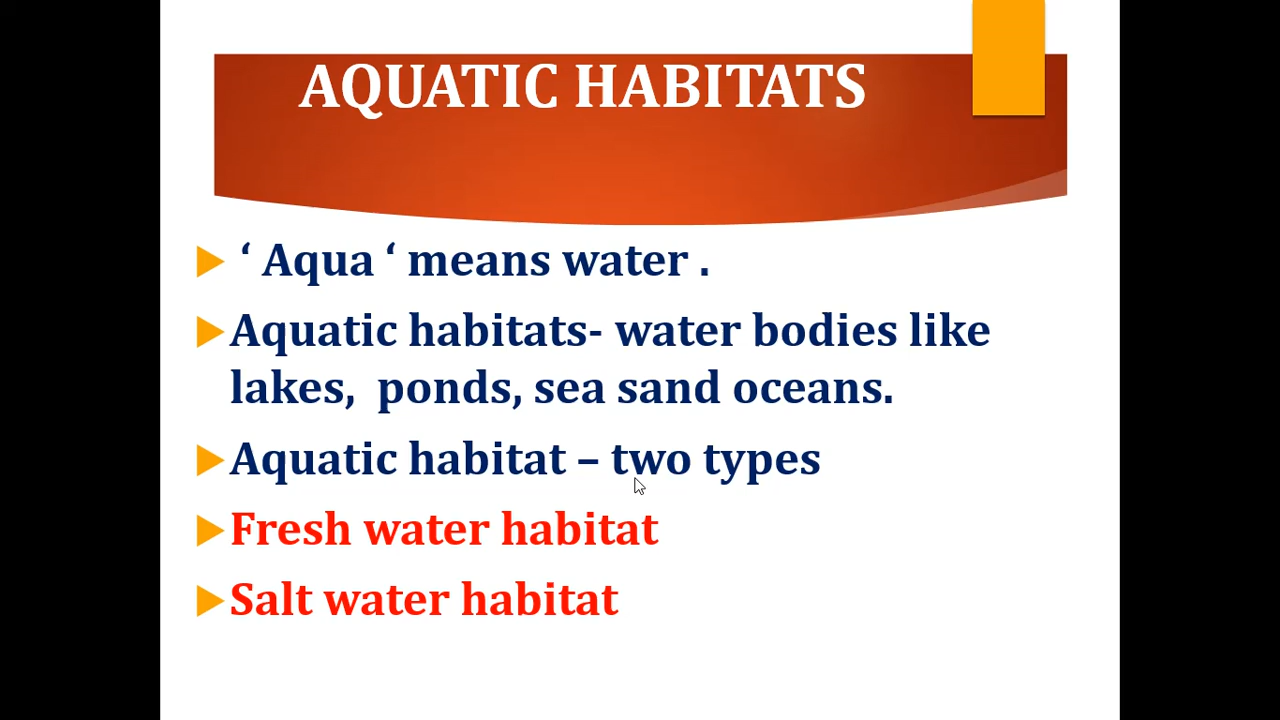 AQUATIC HABITATS
‘ Aqua ‘ means water .
Aquatic habitats- water bodies like
lakes, ponds, sea sand oceans.
Aquatic habitat – two types
Fresh water habitat
Salt water habitat